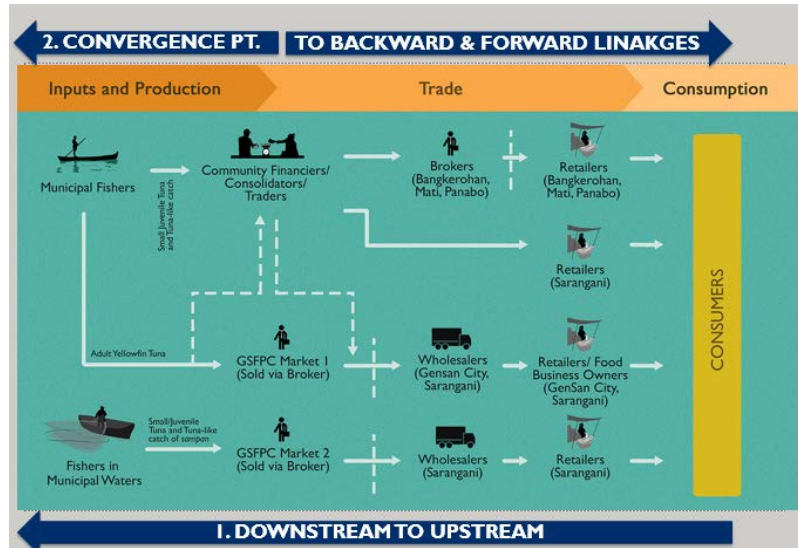 2. CONVERGENCE PT.
TO BACKWARD & FORWARD LINAKGES
Inputs and Production
Trade
Consumption
Municipal Fishers
Small Juvenile Tuna
and Tuna-like catch
Community Financiers/
Consolidators/
Traders
Brokers
(Bangkerohan,
Mati, Panabo)
Retailers
(Bangkerohan,
Mati, Panabo)
Retailers
(Sarangani)
Adult Yellowfin Tuna
GSFPC Market 1
(Sold via Broker)
Wholesalers
(Gensan City,
Sarangani)
Retailers/ Food
Business Owners
(GenSan City,
Sarangani)
CONSUMERS
Fishers in
Municipal Waters
Small/Juvenile
Tuna and Tuna-like
catch of sampan
GSFPC Market 2
(Sold via Broker)
Wholesalers
(Sarangani)
Retailers
(Sarangani)
1. DOWNSTREAM TO UPSTREAM